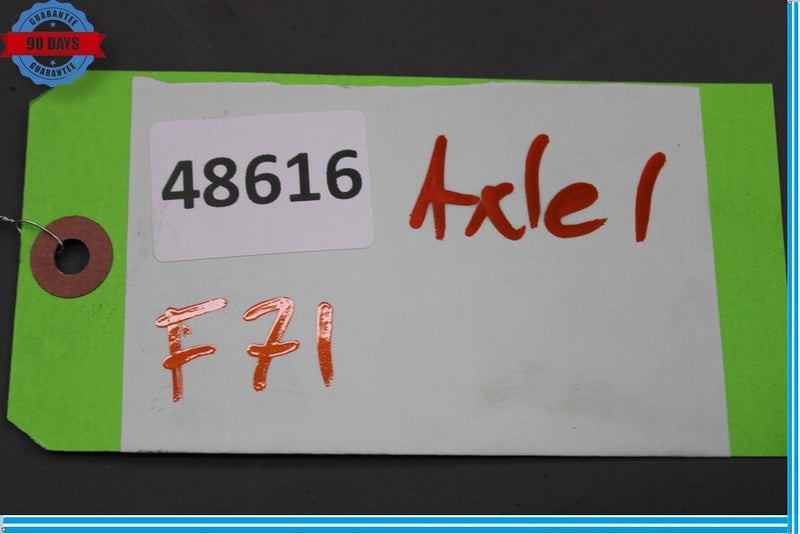 GUARANTEE
90 DAYS
GUARANTEE
48616
Axle 1
F71